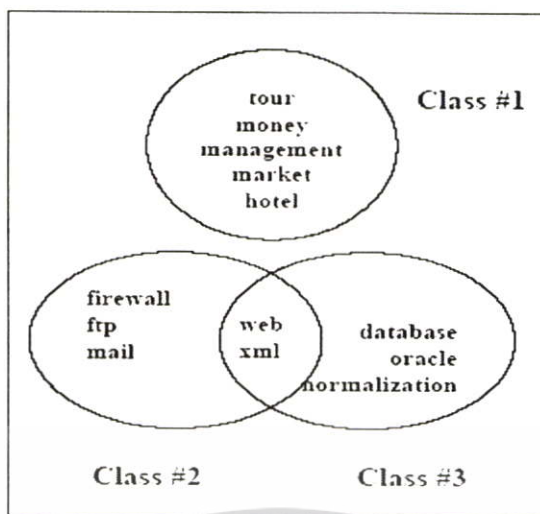 tour
money
management
market
hotel
Class #1
firewall
ftp
mail
web
xml
database
oracle
normalization
Class #2
Class #3